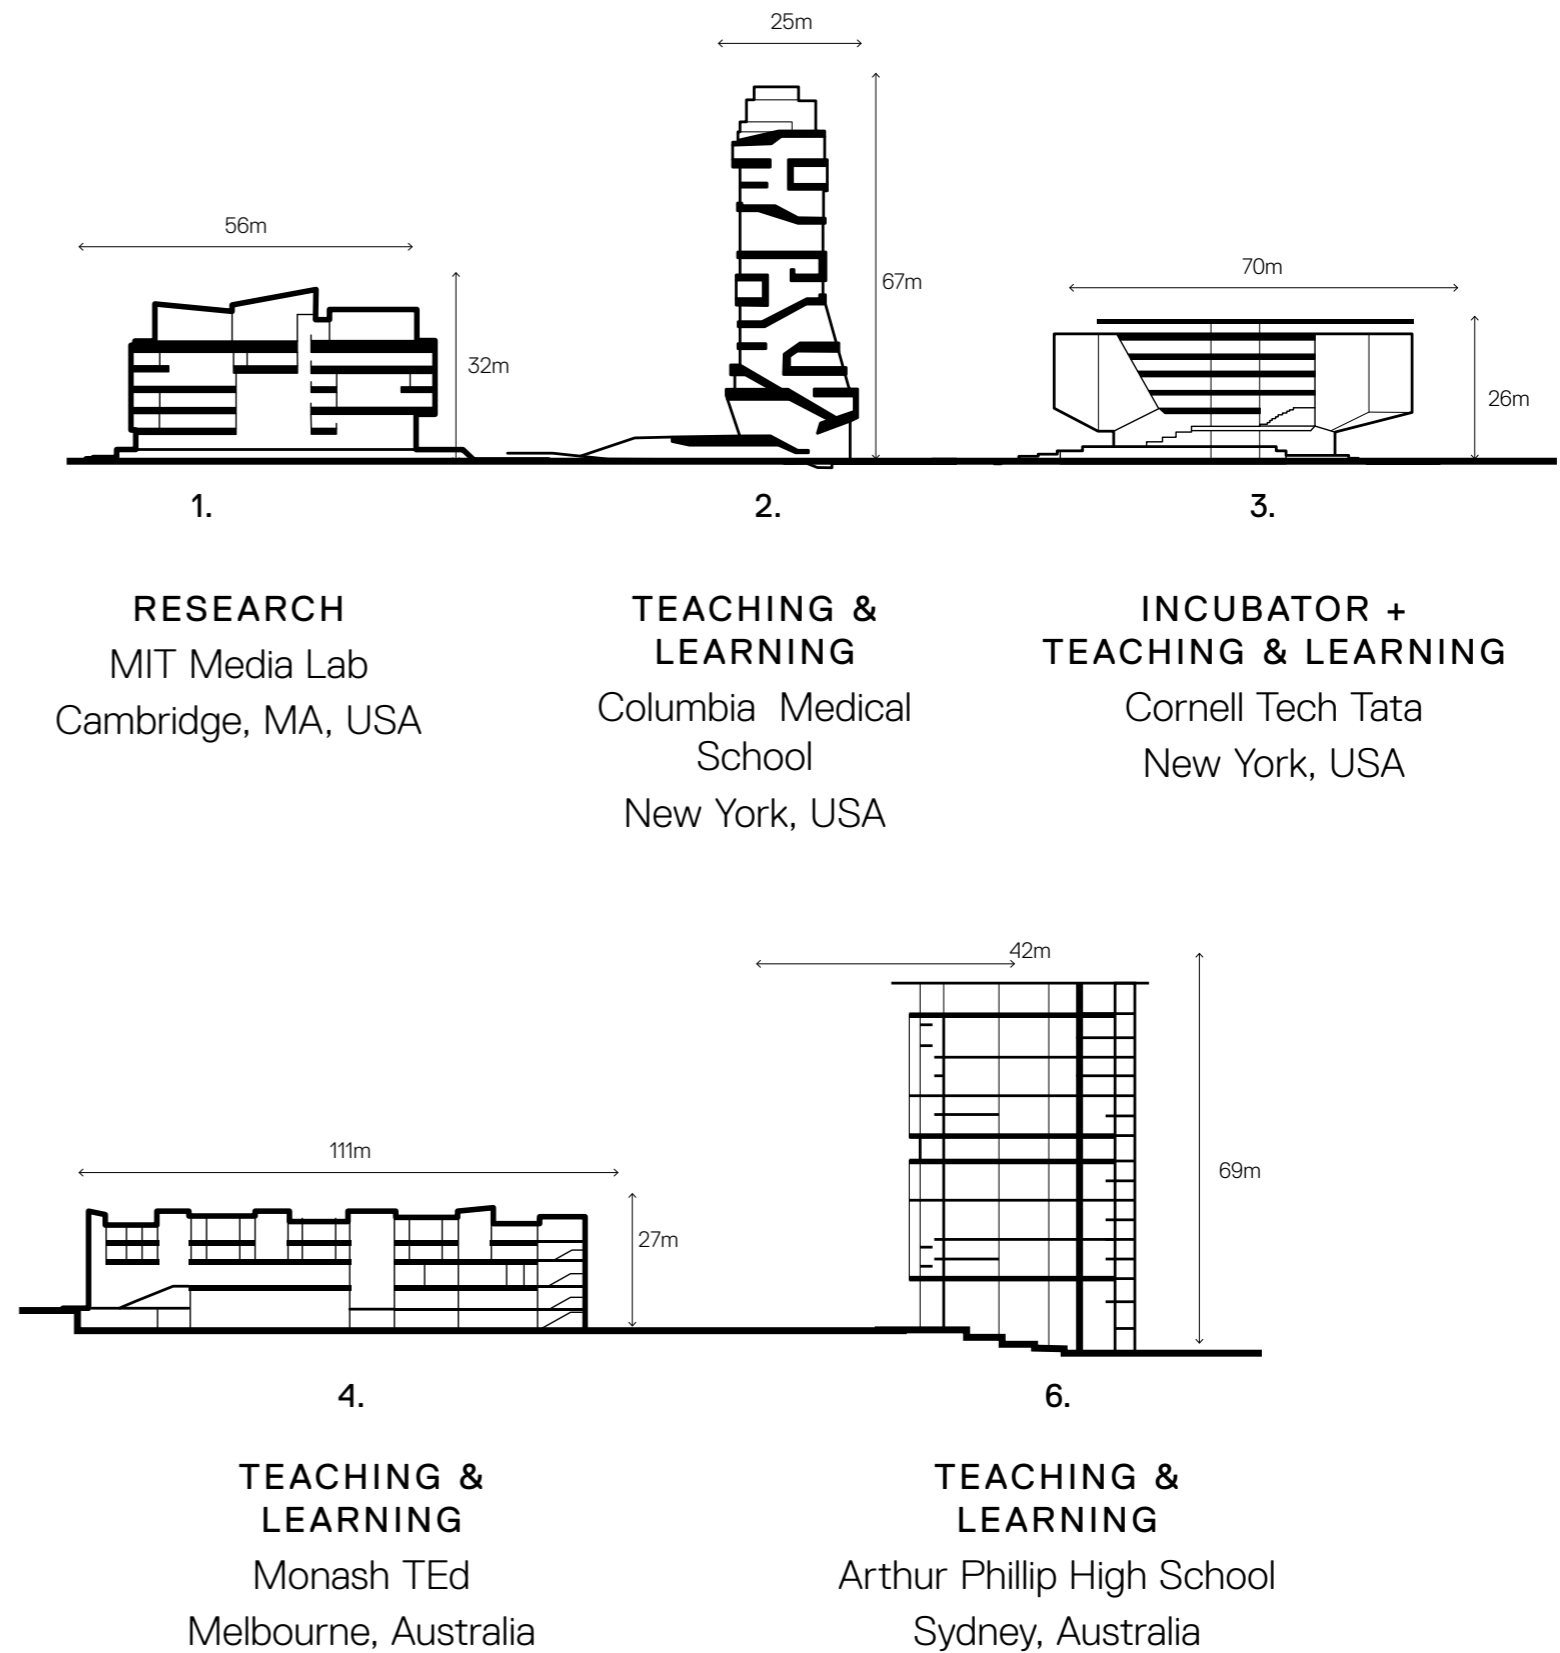 25m
56m
67m
70m
32m
26m
1.
2.
3.
RESEARCH
MIT Media Lab
Cambridge, MA, USA
TEACHING &
LEARNING
Columbia Medical
School
New York, USA
INCUBATOR +
TEACHING & LEARNING
Cornell Tech Tata
New York, USA
42m
111m
69m
27m
4.
6.
TEACHING &
LEARNING
Monash TEd
Melbourne, Australia
TEACHING &
LEARNING
Arthur Phillip High School
Sydney, Australia